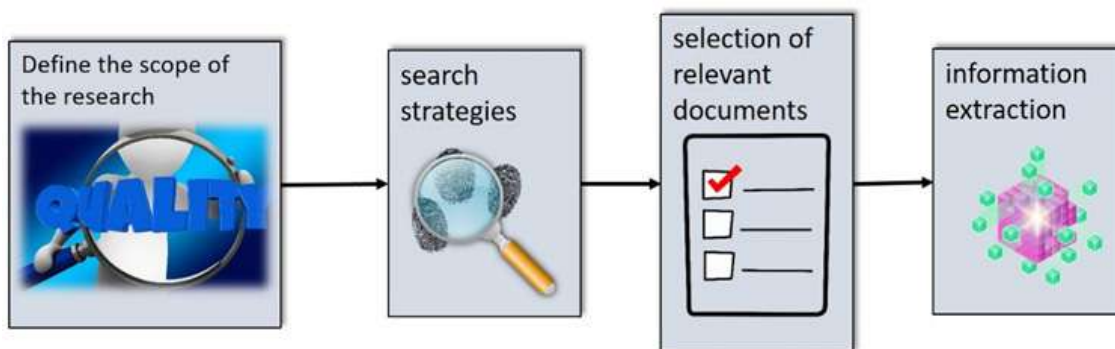 Define the scope of
the research
QUALITY
search
strategies
selection of
relevant
documents
information
extraction